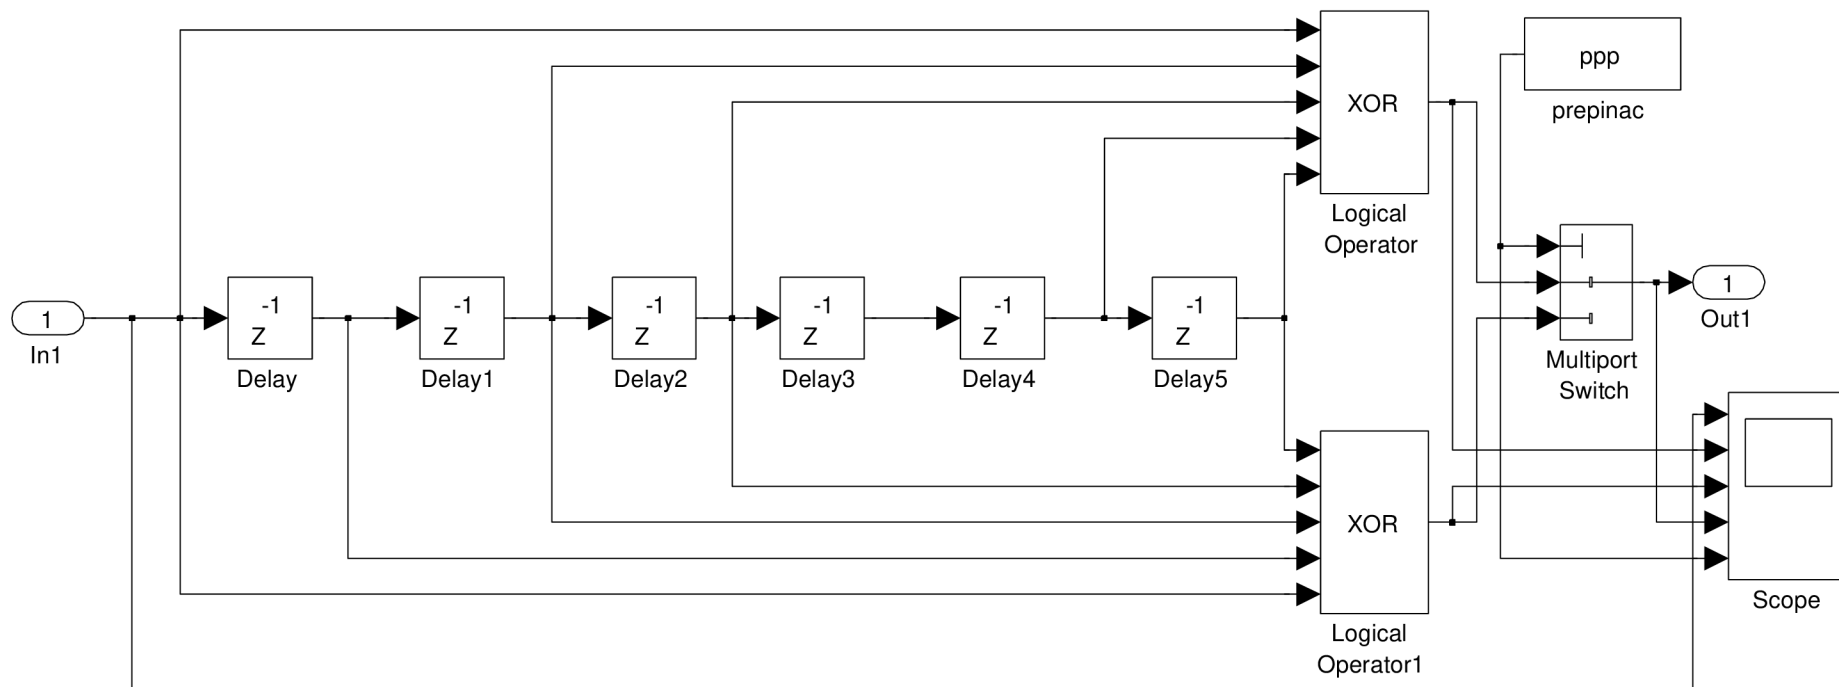 ppp
XOR
prepinac
Logical
Operator
1
In1
-1
Z
Delay
-1
Z
Delay1
-1
Z
Delay2
-1
Z
Delay3
-1
Z
Delay4
-1
Z
Delay5
1
Out1
Multiport
Switch
XOR
Logical
Operator1
Scope